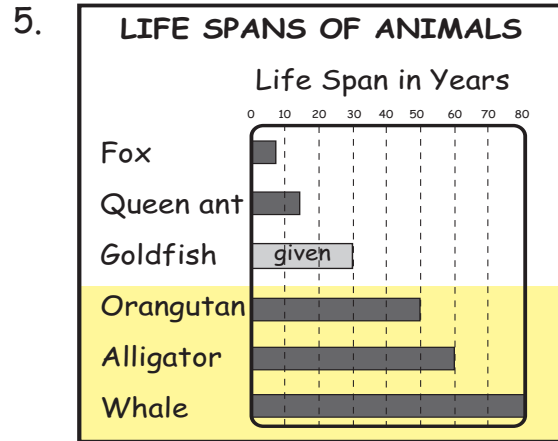 5.
LIFE SPANS OF ANIMALS
Life Span in Years
0 10 20 30 40 50 60 70 80
Fox
Queen ant
Goldfish given
Orangutan
Alligator
Whale